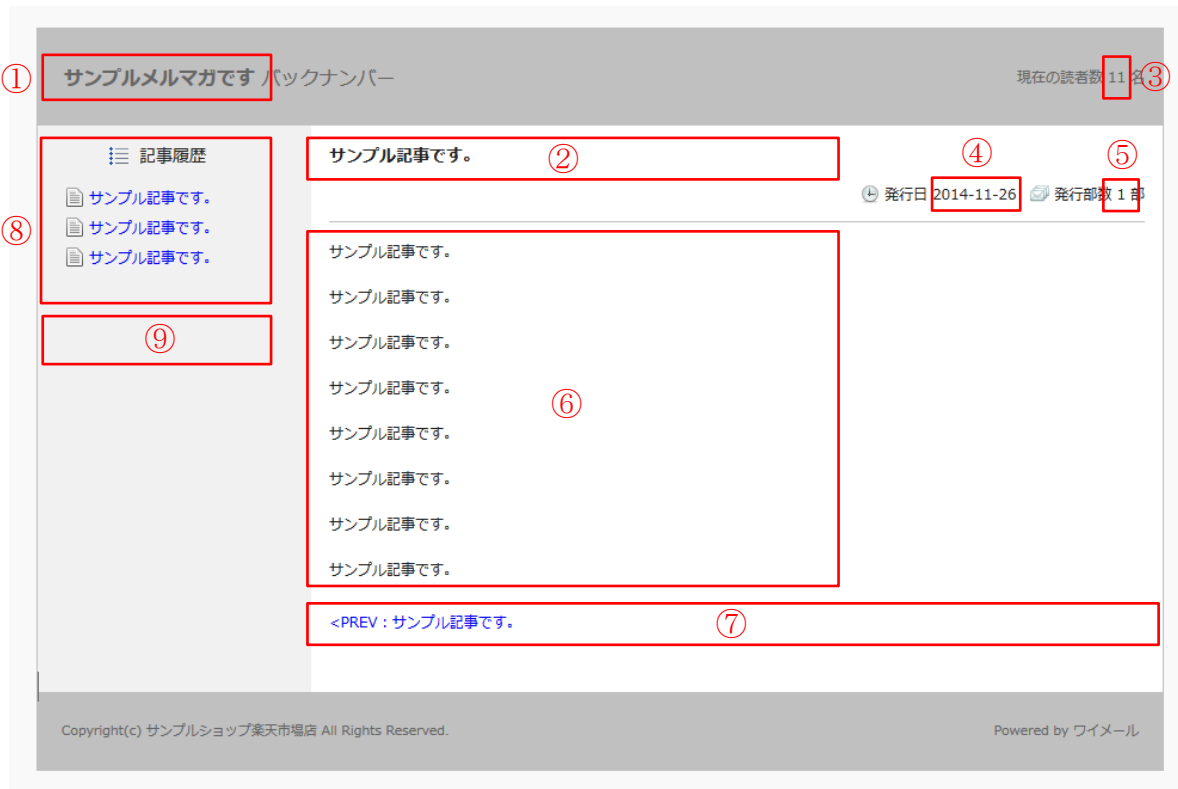 ① サンプルメルマガです バックナンバー
現在の読者数 11 名 ③
記事履歴
サンプル記事です。
サンプル記事です。
サンプル記事です。
⑧
⑨
サンプル記事です。 ②
④ ⑤
発行日 2014-11-26 発行部数 1 部
サンプル記事です。
サンプル記事です。
サンプル記事です。
サンプル記事です。
⑥
サンプル記事です。
サンプル記事です。
サンプル記事です。
サンプル記事です。
<PREV : サンプル記事です。 ⑦
Copyright(c) サンプルショップ楽天市場店 All Rights Reserved.
Powered by ワイメール